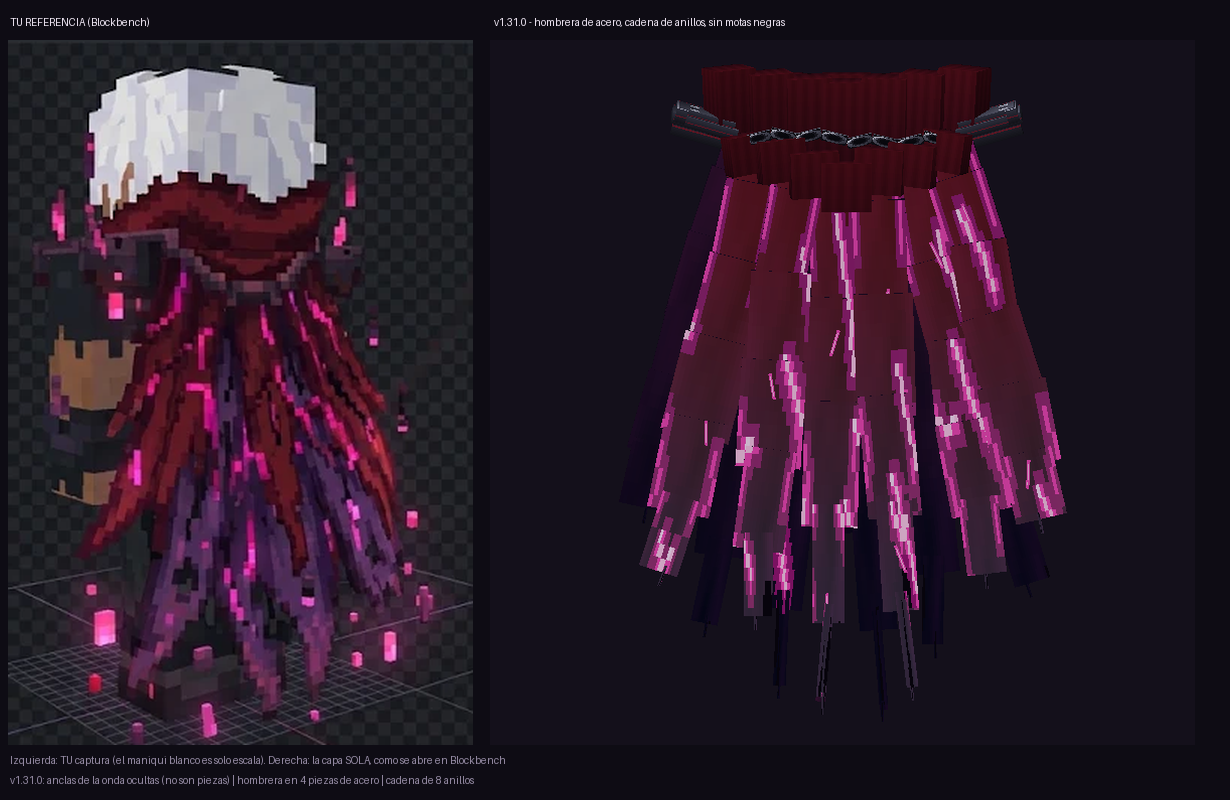 TU REFERENCIA (Blockbench)
v1.31.0 - hombrera de acero, cadena de anillos, sin motas negras
Izquierda: TU captura (el maniqui blanco es solo escala). Derecha: la capa SOLA, como se abre en Blockbench
v1.31.0: anclas de la onda ocultas (no son piezas) | hombrera en 4 piezas de acero | cadena de 8 anillos